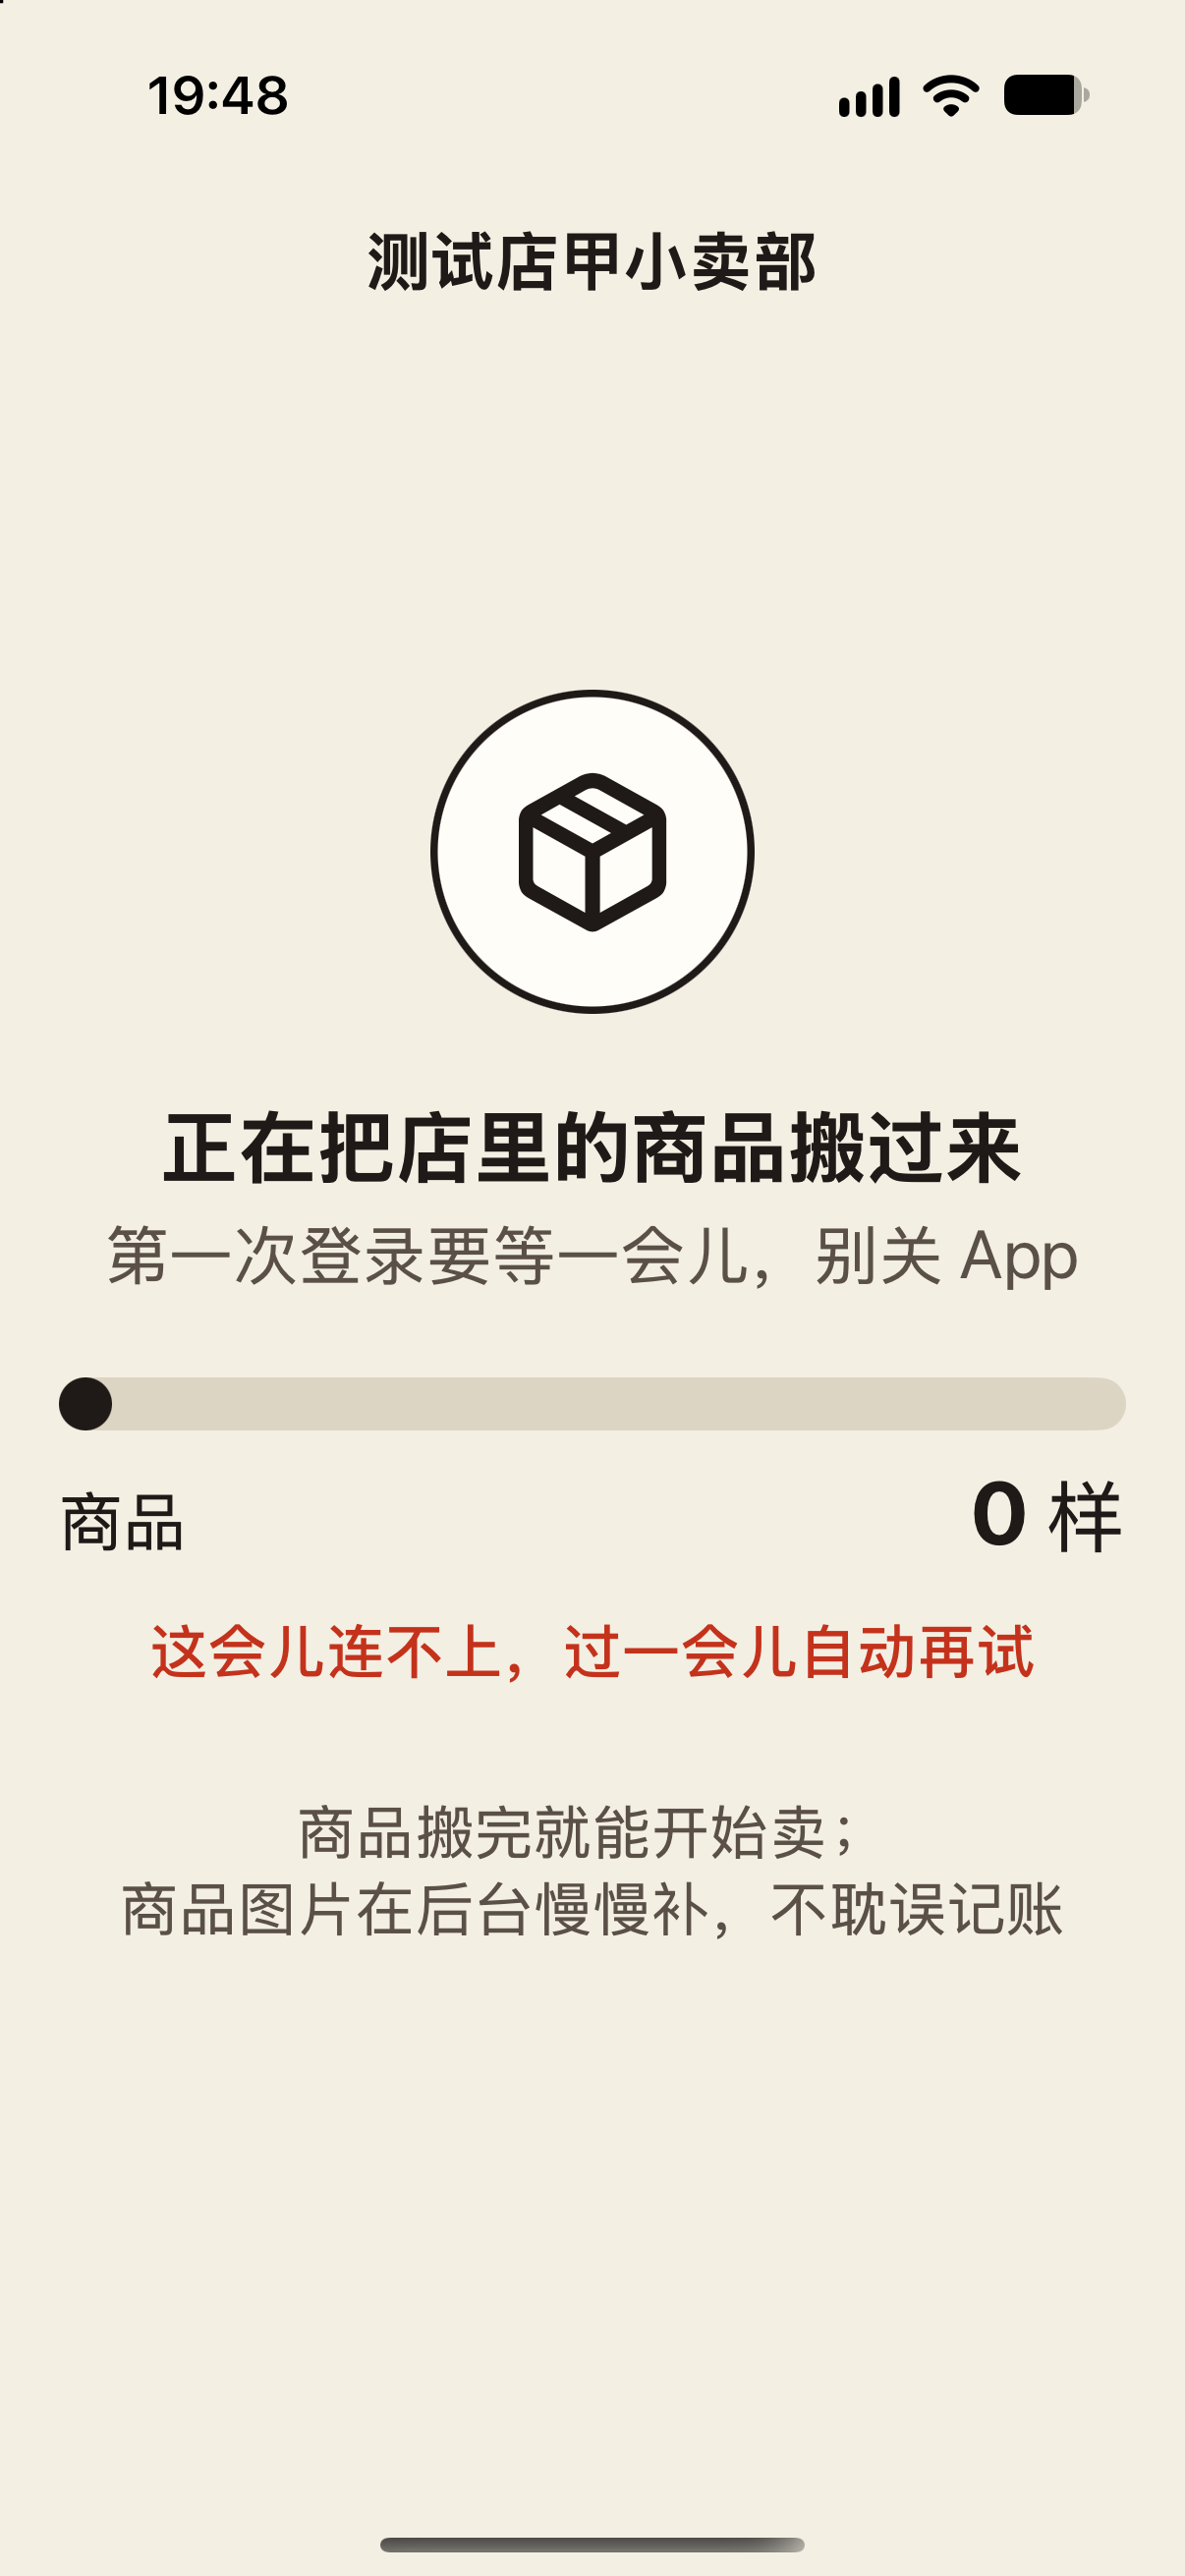 19:48
测试店甲小卖部
正在把店里的商品搬过来
第一次登录要等一会儿，别关 App
商品
0 样
这会儿连不上，过一会儿自动再试
商品搬完就能开始卖；
商品图片在后台慢慢补，不耽误记账